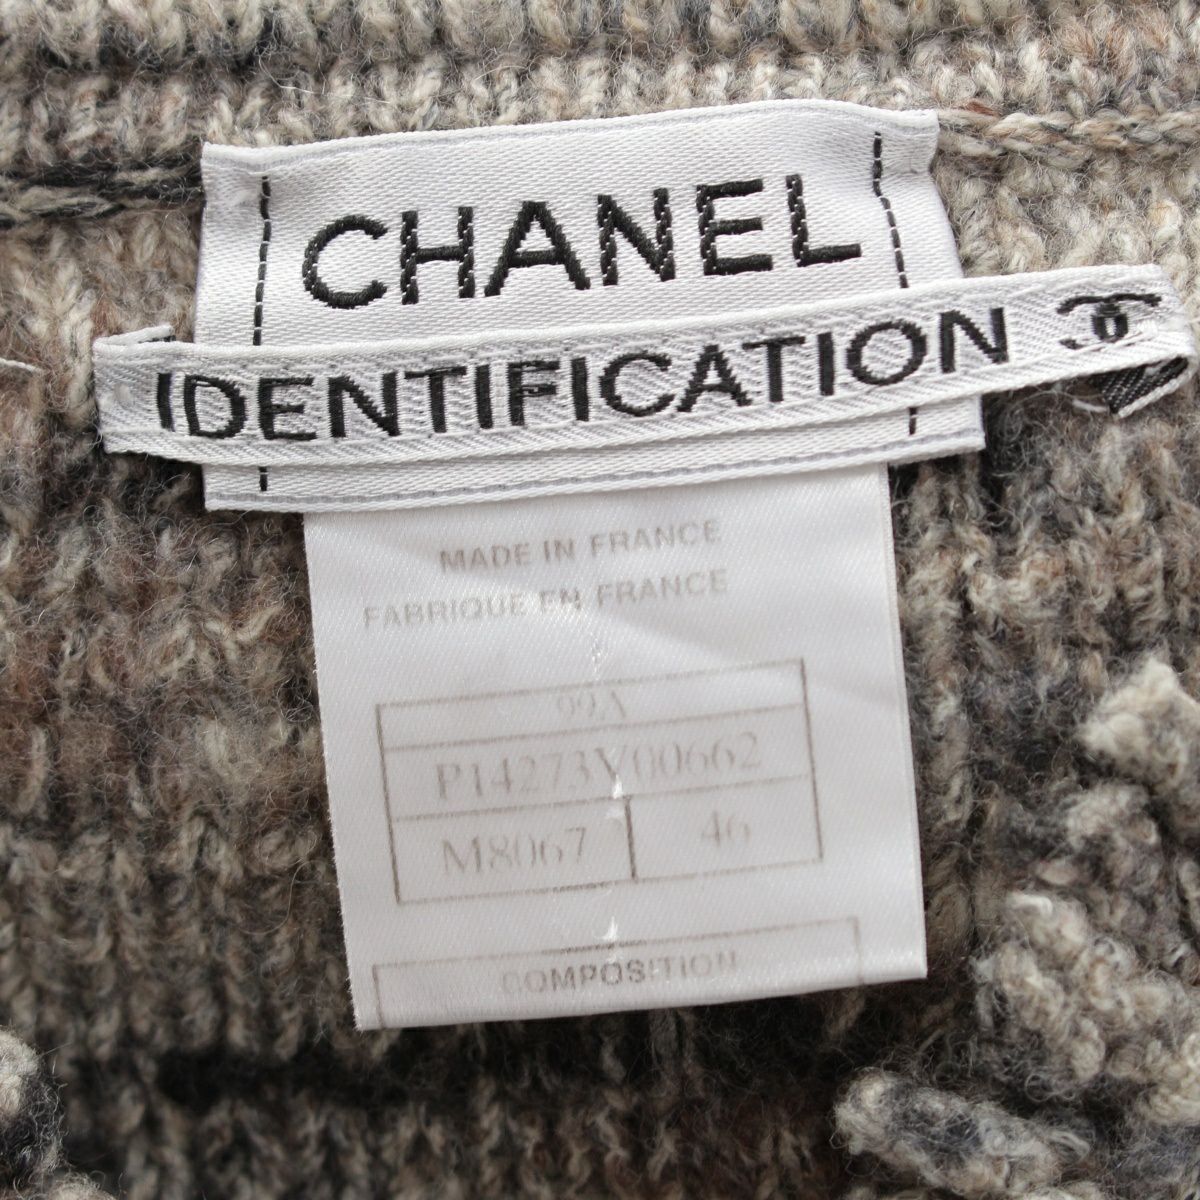 CHANEL
IDENTIFICATION
MADE IN FRANCE
FABRIQUE EN FRANCE
99A
P14273V00662
M8067 46
COMPOSITION